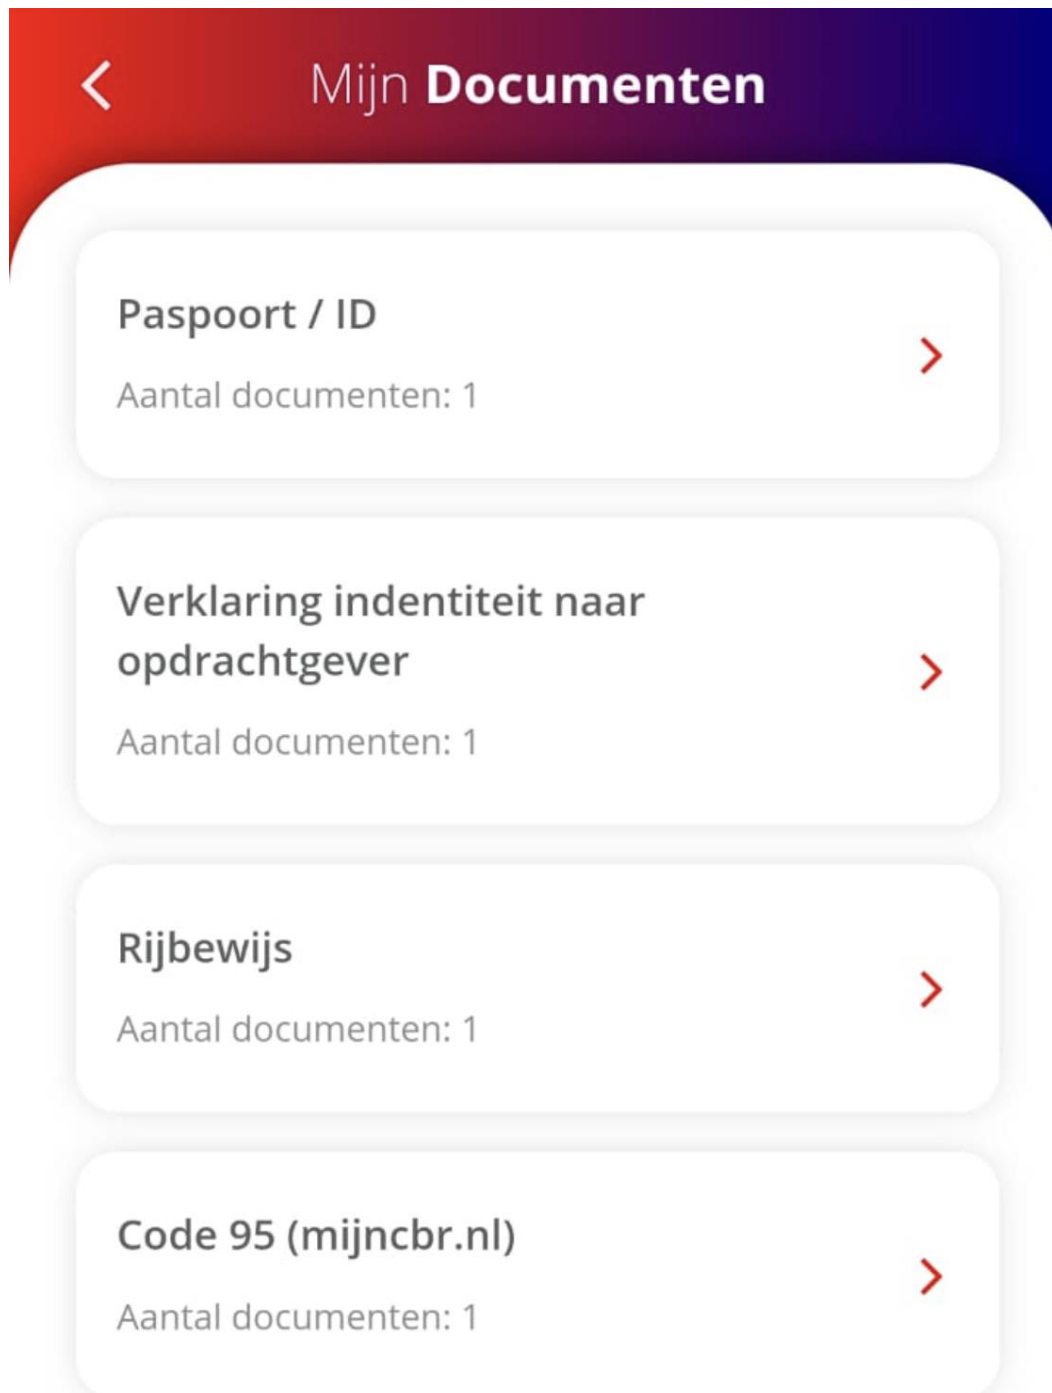 Mijn Documenten
Paspoort / ID
Aantal documenten: 1
Verklaring indentiteit naar
opdrachtgever
Aantal documenten: 1
Rijbewijs
Aantal documenten: 1
Code 95 (mijncbr.nl)
Aantal documenten: 1